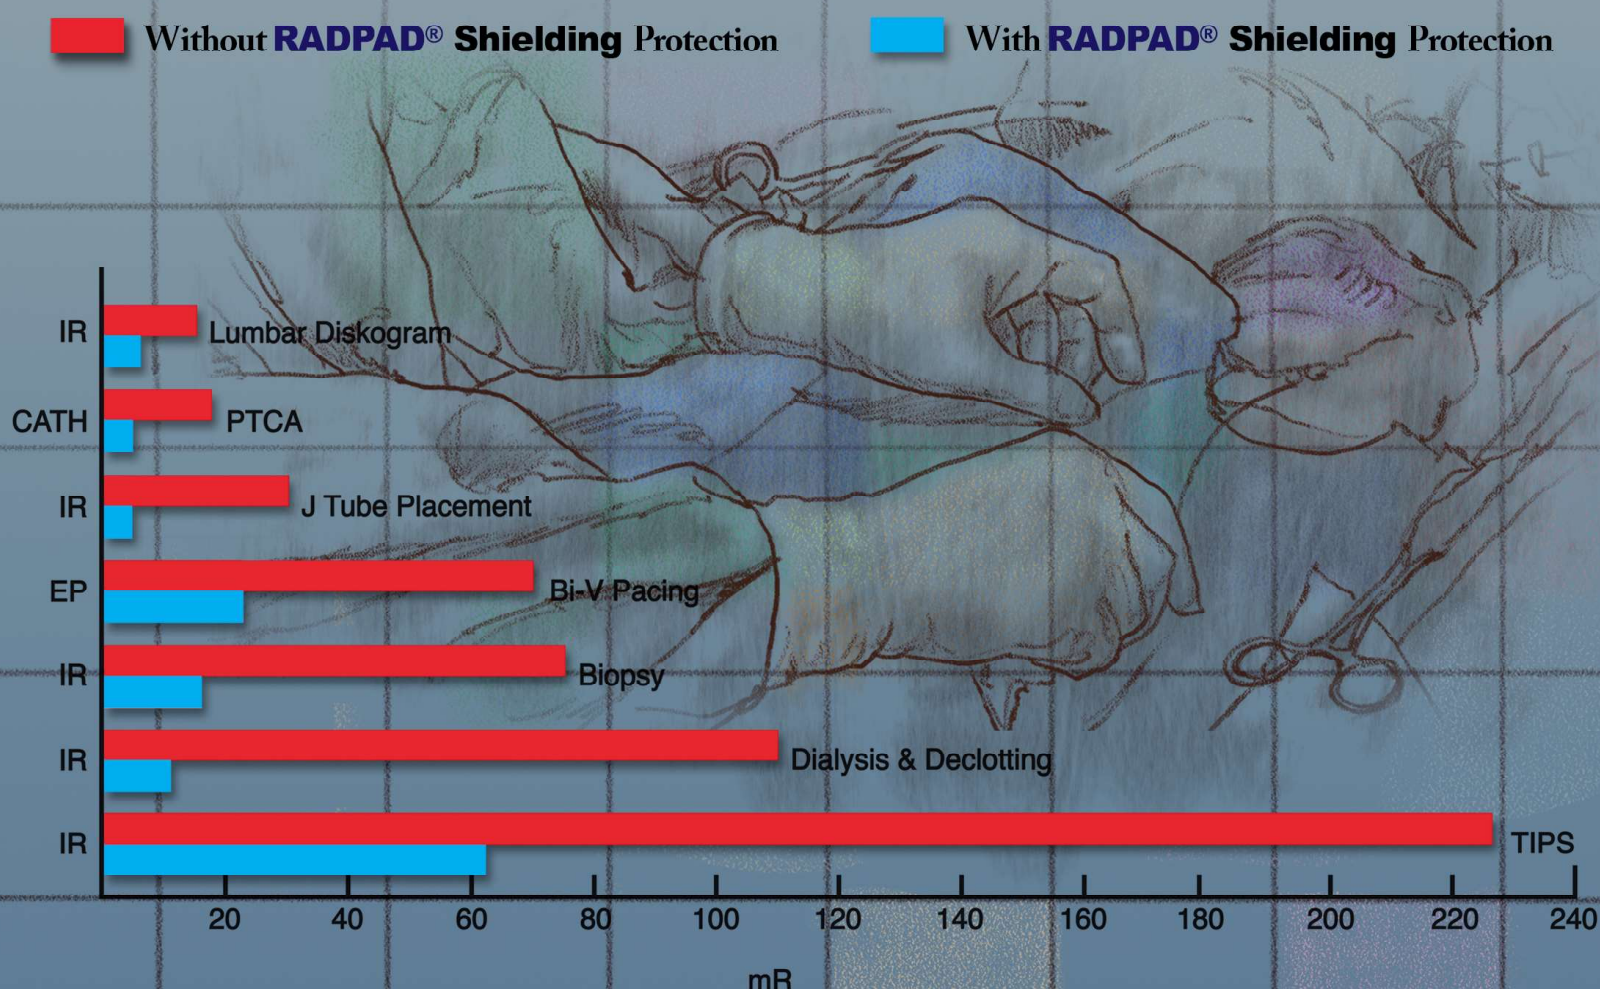 Without RADPAD® Shielding Protection
With RADPAD® Shielding Protection
IR Lumbar Diskogram
CATH PTCA
IR J Tube Placement
EP Bi-V Pacing
IR Biopsy
IR Dialysis & Declotting
IR TIPS
20 40 60 80 100 120 140 160 180 200 220 240
mR